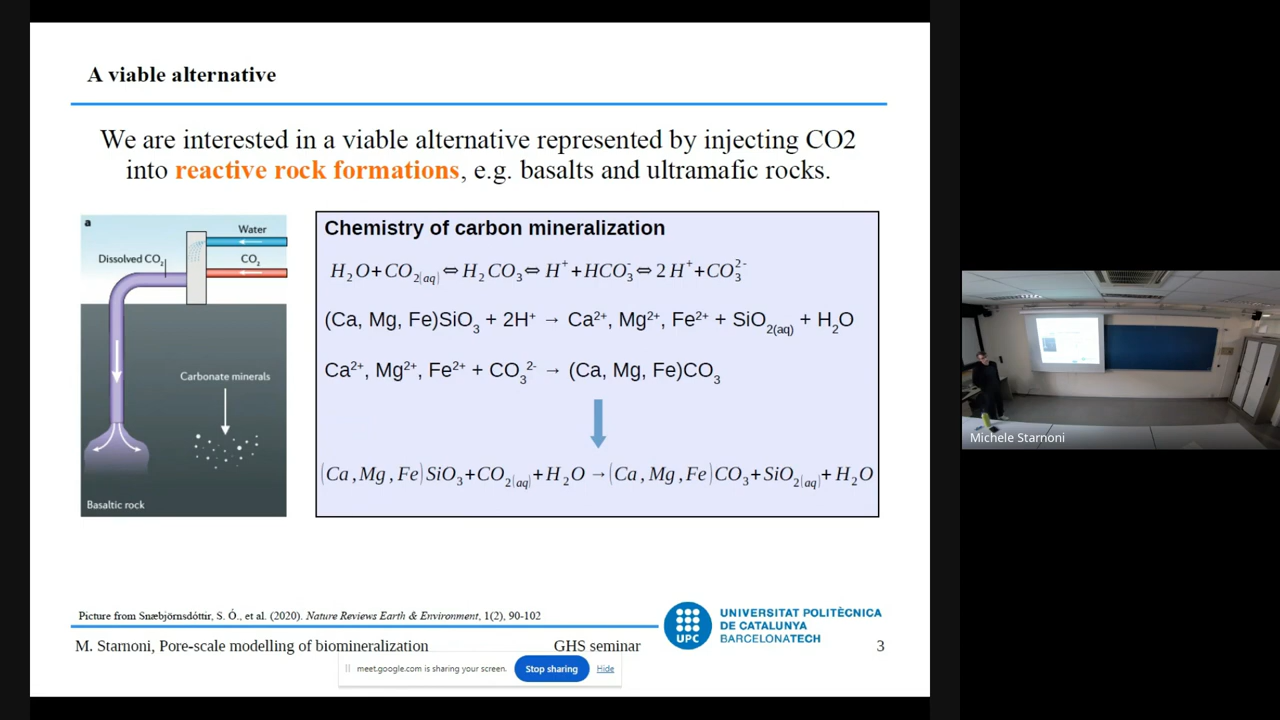 A viable alternative
We are interested in a viable alternative represented by injecting CO2
into reactive rock formations, e.g. basalts and ultramafic rocks.
a
Water
Dissolved CO₂
CO₂
Carbonate minerals
Basaltic rock
Chemistry of carbon mineralization
H₂O+CO₂₍aq₎⇔H₂CO₃⇔H⁺+HCO₃⁻⇔2H⁺+CO₃²⁻
(Ca, Mg, Fe)SiO₃ + 2H⁺ → Ca²⁺, Mg²⁺, Fe²⁺ + SiO₂₍aq₎ + H₂O
Ca²⁺, Mg²⁺, Fe²⁺ + CO₃²⁻ → (Ca, Mg, Fe)CO₃
(Ca,Mg,Fe)SiO₃+CO₂₍aq₎+H₂O→(Ca,Mg,Fe)CO₃+SiO₂₍aq₎+H₂O
Picture from Snæbjörnsdóttir, S. Ó., et al. (2020). Nature Reviews Earth & Environment, 1(2), 90-102
UPC
UNIVERSITAT POLITÈCNICA
DE CATALUNYA
BARCELONATECH
M. Starnoni, Pore-scale modelling of biomineralization
GHS seminar
3
meet.google.com is sharing your screen.
Stop sharing
Hide
Michele Starnoni